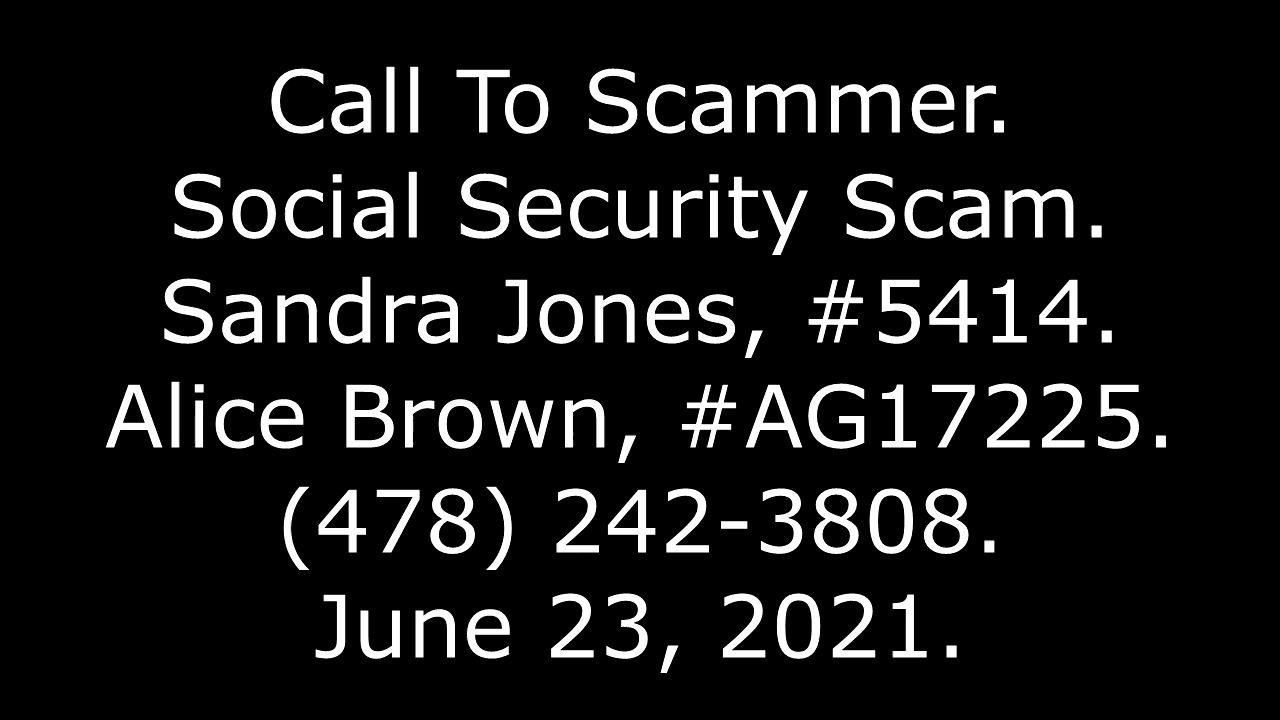 Call To Scammer.
Social Security Scam.
Sandra Jones, #5414.
Alice Brown, #AG17225.
(478) 242-3808.
June 23, 2021.